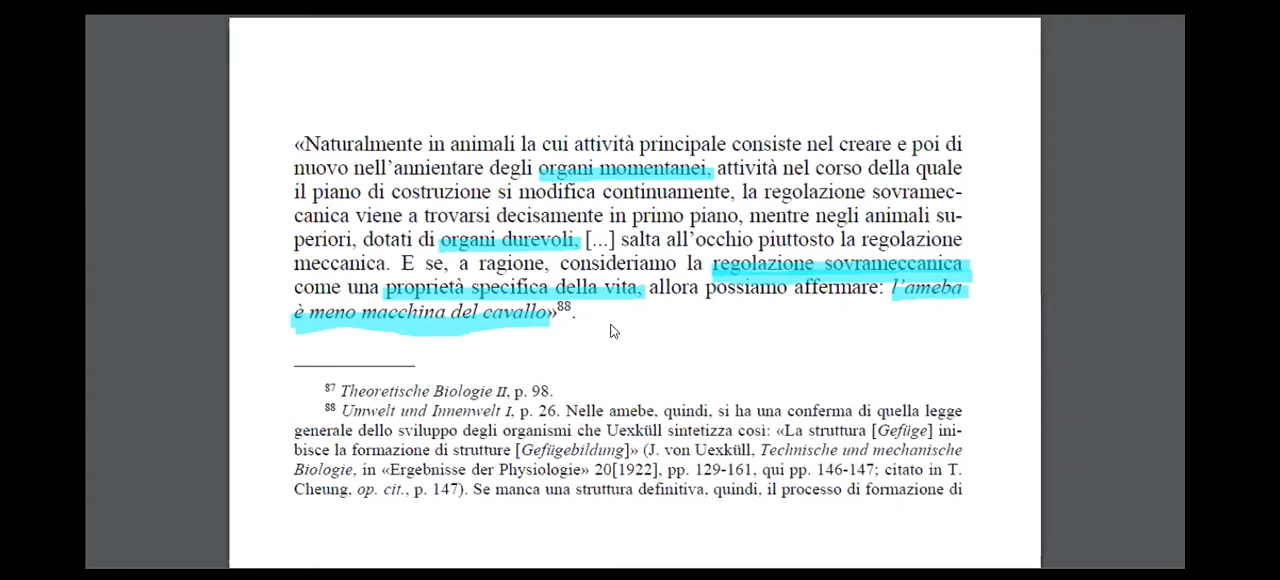 «Naturalmente in animali la cui attività principale consiste nel creare e poi di
nuovo nell’annientare degli organi momentanei, attività nel corso della quale
il piano di costruzione si modifica continuamente, la regolazione sovramec-
canica viene a trovarsi decisamente in primo piano, mentre negli animali su-
periori, dotati di organi durevoli, [...] salta all’occhio piuttosto la regolazione
meccanica. E se, a ragione, consideriamo la regolazione sovrameccanica
come una proprietà specifica della vita, allora possiamo affermare: l’ameba
è meno macchina del cavallo»88.
87 Theoretische Biologie II, p. 98.
88 Umwelt und Innenwelt I, p. 26. Nelle amebe, quindi, si ha una conferma di quella legge
generale dello sviluppo degli organismi che Uexküll sintetizza così: «La struttura [Gefüge] ini-
bisce la formazione di strutture [Gefügebildung]» (J. von Uexküll, Technische und mechanische
Biologie, in «Ergebnisse der Physiologie» 20[1922], pp. 129-161, qui pp. 146-147; citato in T.
Cheung, op. cit., p. 147). Se manca una struttura definitiva, quindi, il processo di formazione di